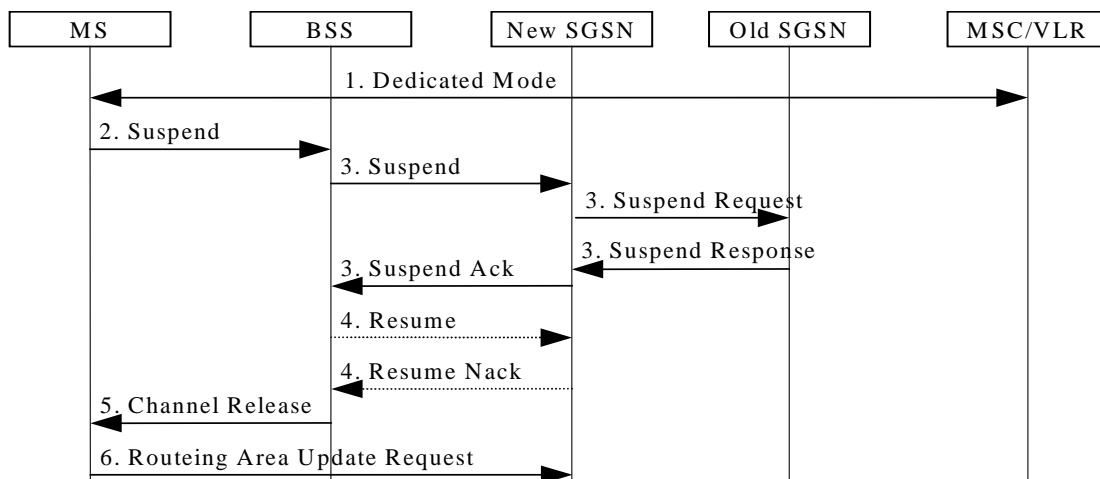 MS
BSS
New SGSN
Old SGSN
MSC/VLR
1. Dedicated Mode
2. Suspend
3. Suspend
3. Suspend Request
3. Suspend Response
3. Suspend Ack
4. Resume
4. Resume Nack
5. Channel Release
6. Routeing Area Update Request